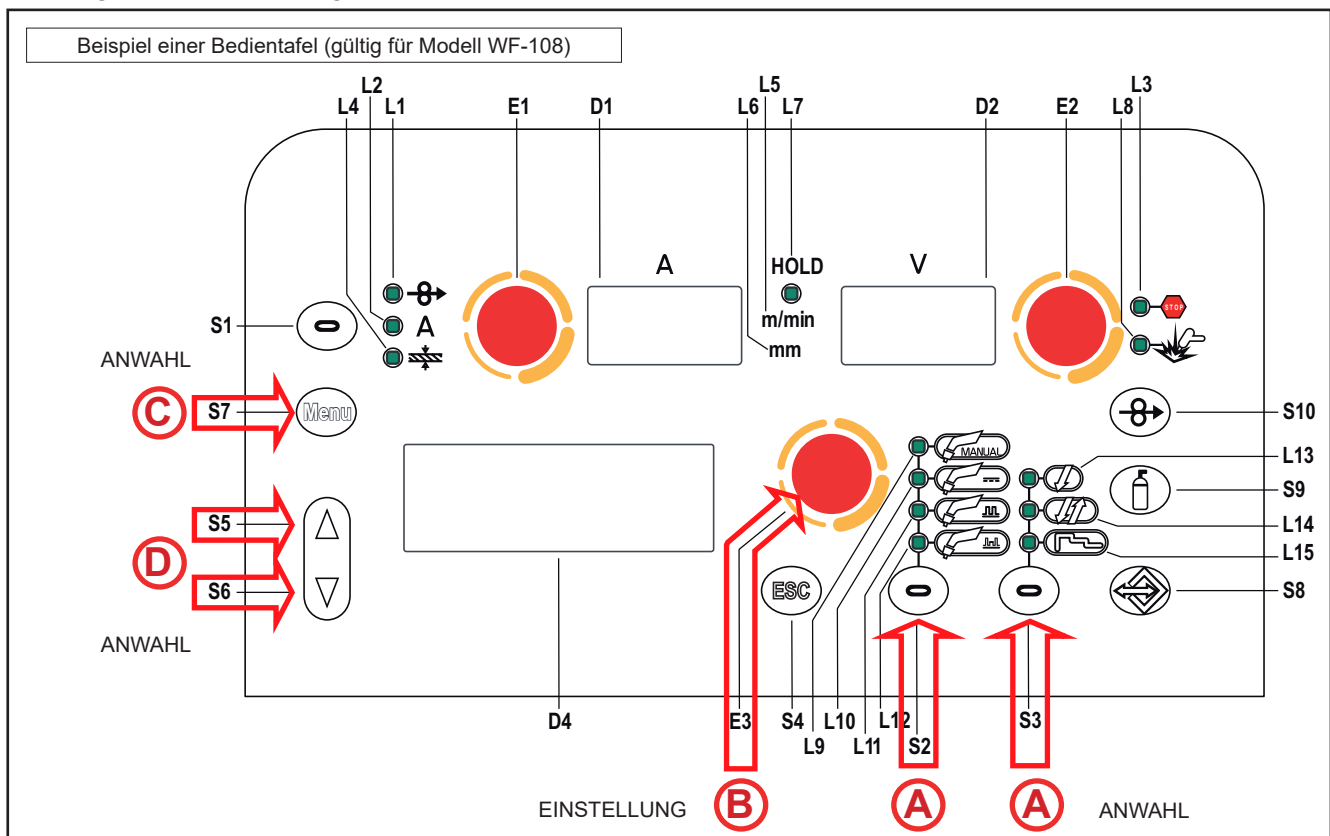 Beispiel einer Bedientafel (gültig für Modell WF-108)
L2 L5 L3
L4 L1 E1 D1 L6 L7 D2 E2 L8
A HOLD V
STOP
S1 A m/min
mm
ANWAHL
C S7 Menu S10
MANUAL L13
S5 S9
L14
D L15
S6 ESC S8
ANWAHL
D4 E3 S4 L10 L12 S3
L9 L11 S2
EINSTELLUNG B A A ANWAHL